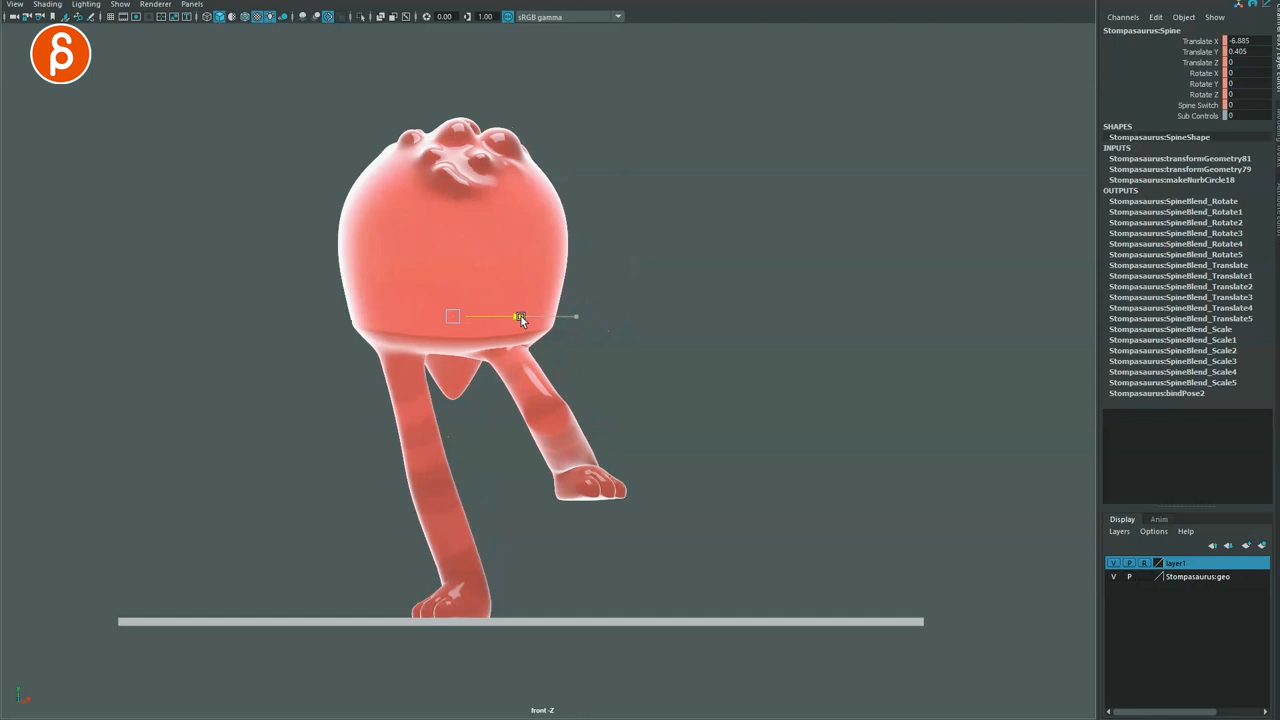 View Shading Lighting Show Renderer Panels
0.00 1.00 sRGB gamma
Channels Edit Object Show
Stompasaurus:Spine
Translate X -6.885
Translate Y 0.405
Translate Z 0
Rotate X 0
Rotate Y 0
Rotate Z 0
Spine Switch 0
Sub Controls 0
SHAPES
Stompasaurus:SpineShape
INPUTS
Stompasaurus:transformGeometry81
Stompasaurus:transformGeometry79
Stompasaurus:makeNurbCircle18
OUTPUTS
Stompasaurus:SpineBlend_Rotate
Stompasaurus:SpineBlend_Rotate1
Stompasaurus:SpineBlend_Rotate2
Stompasaurus:SpineBlend_Rotate3
Stompasaurus:SpineBlend_Rotate4
Stompasaurus:SpineBlend_Rotate5
Stompasaurus:SpineBlend_Translate
Stompasaurus:SpineBlend_Translate1
Stompasaurus:SpineBlend_Translate2
Stompasaurus:SpineBlend_Translate3
Stompasaurus:SpineBlend_Translate4
Stompasaurus:SpineBlend_Translate5
Stompasaurus:SpineBlend_Scale
Stompasaurus:SpineBlend_Scale1
Stompasaurus:SpineBlend_Scale2
Stompasaurus:SpineBlend_Scale3
Stompasaurus:SpineBlend_Scale4
Stompasaurus:SpineBlend_Scale5
Stompasaurus:bindPose2
Display Anim
Layers Options Help
V P R layer1
V P Stompasaurus:geo
front -Z